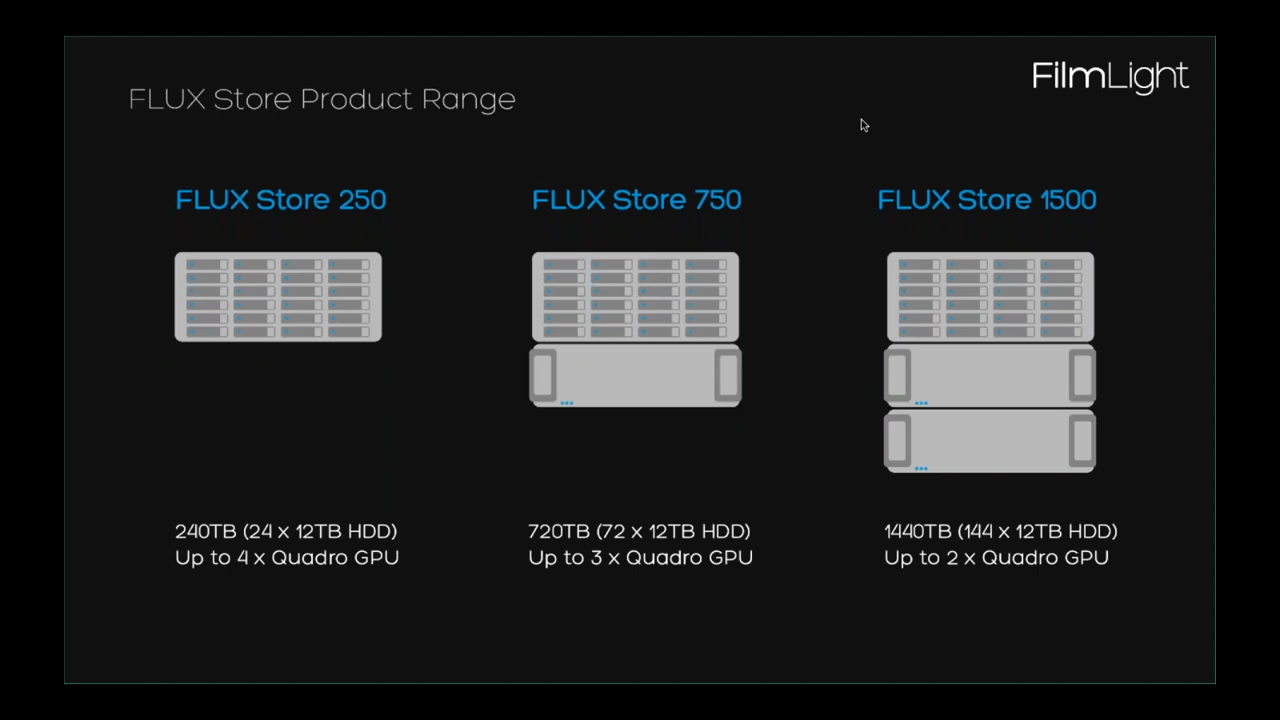 FilmLight
FLUX Store Product Range
FLUX Store 250
FLUX Store 750
FLUX Store 1500
240TB (24 x 12TB HDD)
Up to 4 x Quadro GPU
720TB (72 x 12TB HDD)
Up to 3 x Quadro GPU
1440TB (144 x 12TB HDD)
Up to 2 x Quadro GPU